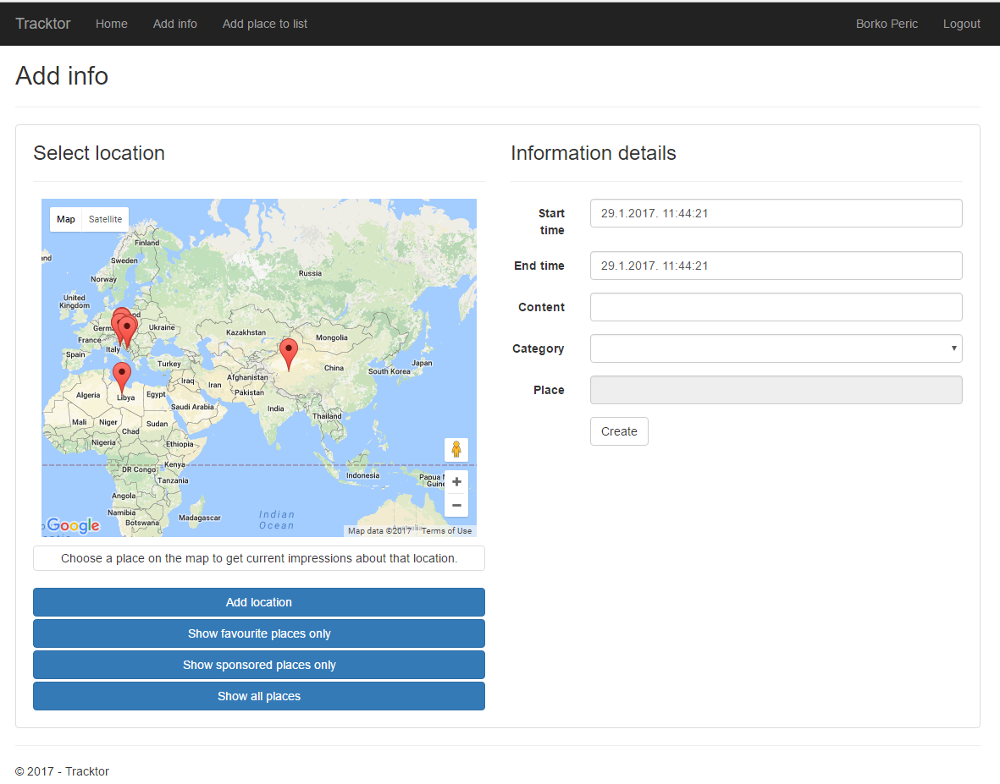 Tracktor Home Add info Add place to list Borko Peric Logout
Add info
Select location
Map Satellite
Finland
Sweden
Norway
Russia
United
Kingdom
Germ
Ukraine
Kazakhstan
France
Mongolia
Italy
Spain
Turkey
Japan
China
South Korea
Afghanistan
Iraq
Iran
Pakistan
Algeria
Libya
Egypt
Saudi Arabia
India
Thailand
Mali
Niger
Sudan
Chad
Nigeria
Ethiopia
Kenya
DR Congo
Indonesia
Papua
Guine
Tanzania
Angola
Namibia
Madagascar
Botswana
Indian
Ocean
Google
Map data ©2017 Terms of Use
Choose a place on the map to get current impressions about that location.
Add location
Show favourite places only
Show sponsored places only
Show all places
Information details
Start
time
29.1.2017. 11:44:21
End time 29.1.2017. 11:44:21
Content
Category
Place
Create
© 2017 - Tracktor